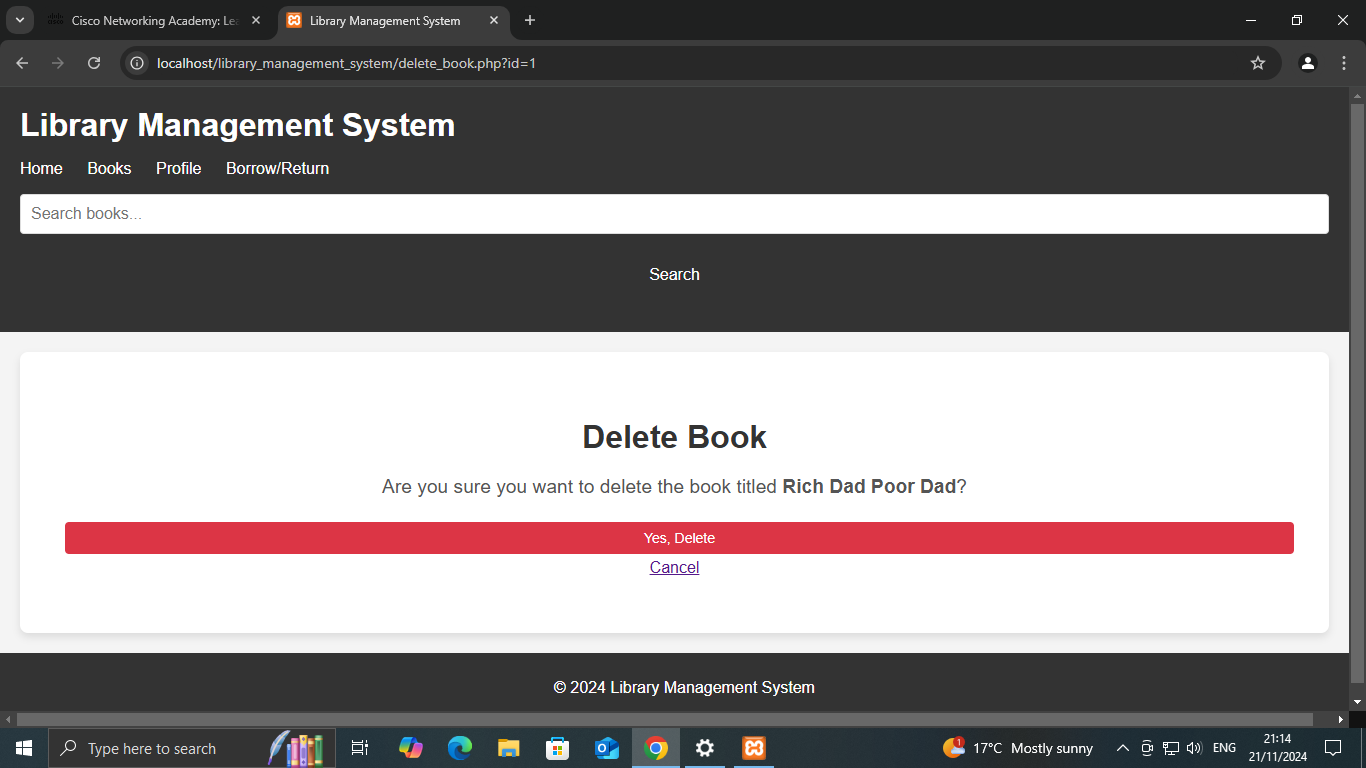 Cisco Networking Academy: Lea
Library Management System
localhost/library_management_system/delete_book.php?id=1
Library Management System
Home Books Profile Borrow/Return
Search books...
Search
Delete Book
Are you sure you want to delete the book titled Rich Dad Poor Dad?
Yes, Delete
Cancel
© 2024 Library Management System
Type here to search
1
17°C Mostly sunny
ENG
21:14
21/11/2024